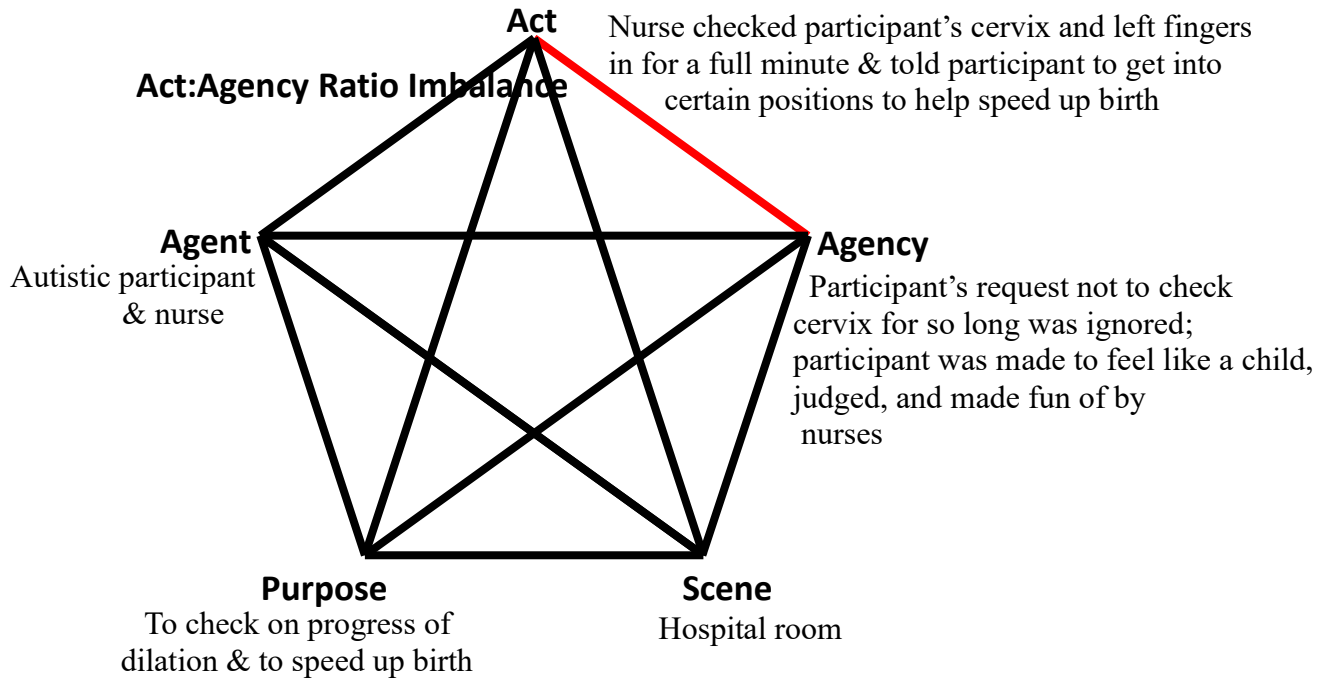 Act
Nurse checked participant’s cervix and left fingers
in for a full minute & told participant to get into
certain positions to help speed up birth
Act:Agency Ratio Imbalance
Agent
Autistic participant
& nurse
Agency
Participant’s request not to check
cervix for so long was ignored;
participant was made to feel like a child,
judged, and made fun of by
nurses
Purpose
To check on progress of
dilation & to speed up birth
Scene
Hospital room